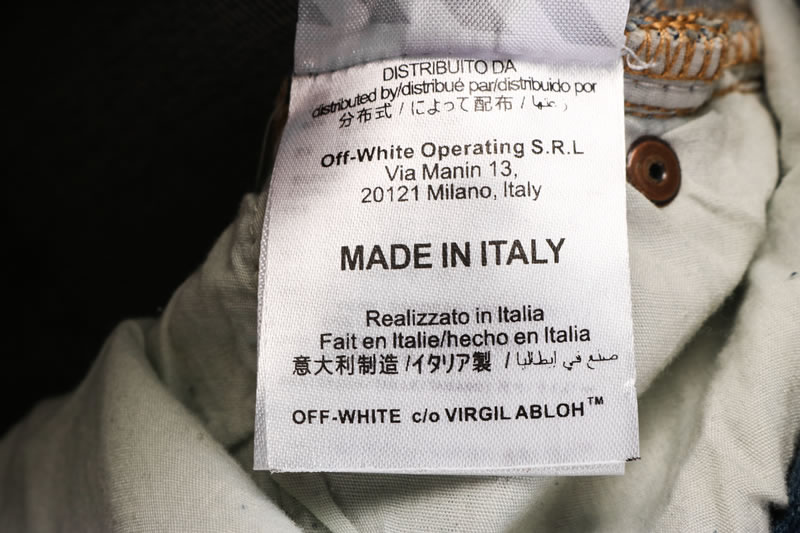 DISTRIBUITO DA
distributed by/distribué par/distribuido por
分布式 / によって配布 /
Off-White Operating S.R.L
Via Manin 13,
20121 Milano, Italy
MADE IN ITALY
Realizzato in Italia
Fait en Italie/hecho en Italia
意大利制造 /イタリア製 / صنع في إيطاليا
OFF-WHITE c/o VIRGIL ABLOH™